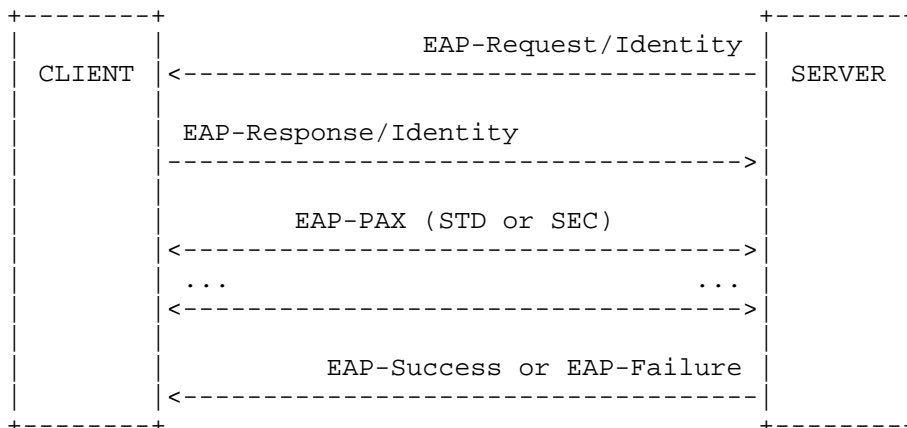 EAP-Request/Identity
CLIENT SERVER
EAP-Response/Identity
EAP-PAX (STD or SEC)
... ...
EAP-Success or EAP-Failure